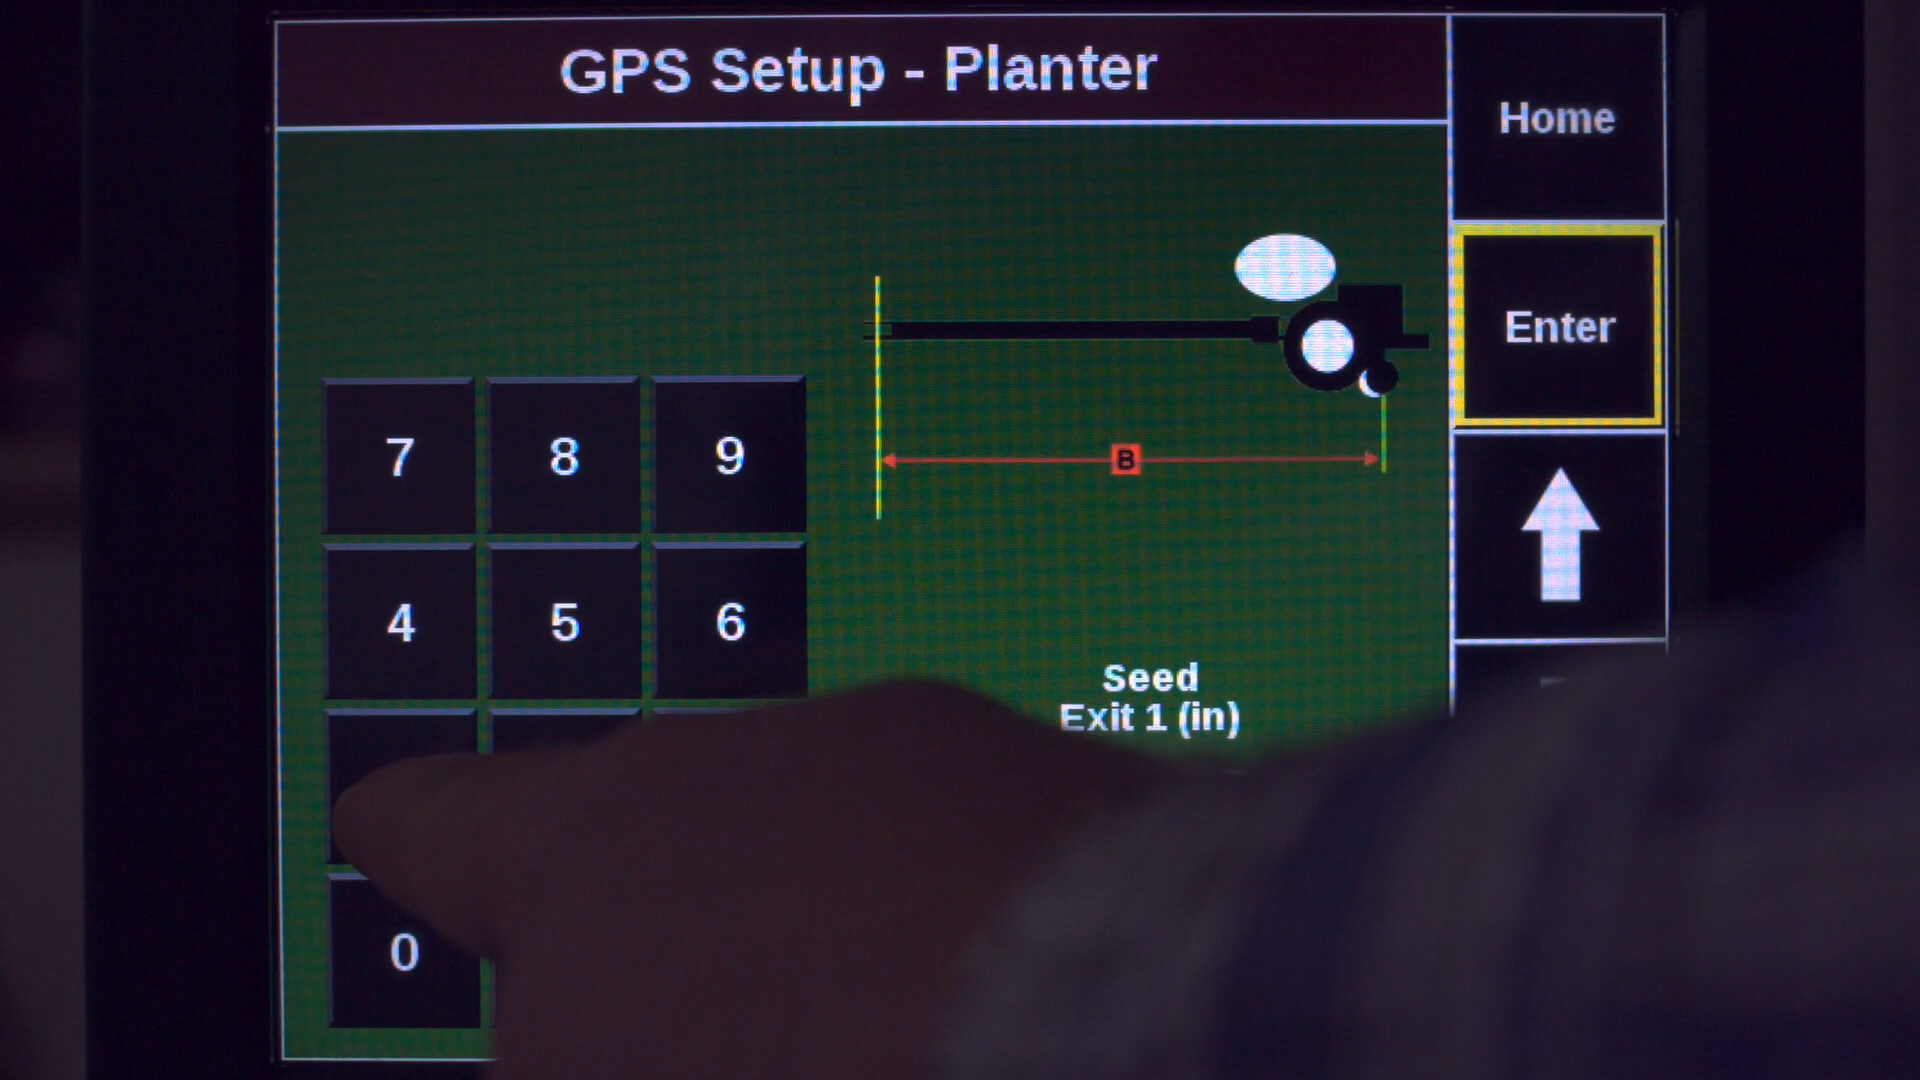 GPS Setup - Planter
Home
Enter
B
7 8 9
4 5 6
Seed
Exit 1 (in)
0